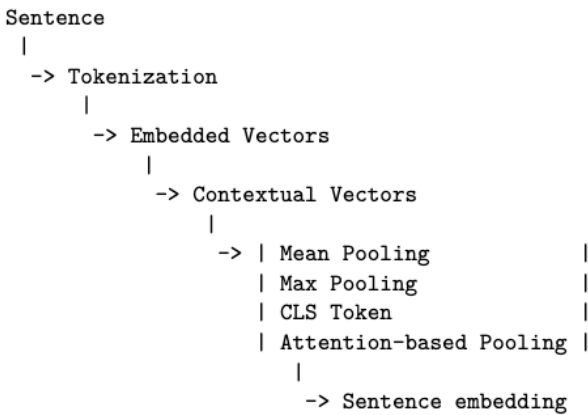 Sentence
|
-> Tokenization
|
-> Embedded Vectors
|
-> Contextual Vectors
|
-> | Mean Pooling |
| Max Pooling |
| CLS Token |
| Attention-based Pooling |
|
-> Sentence embedding